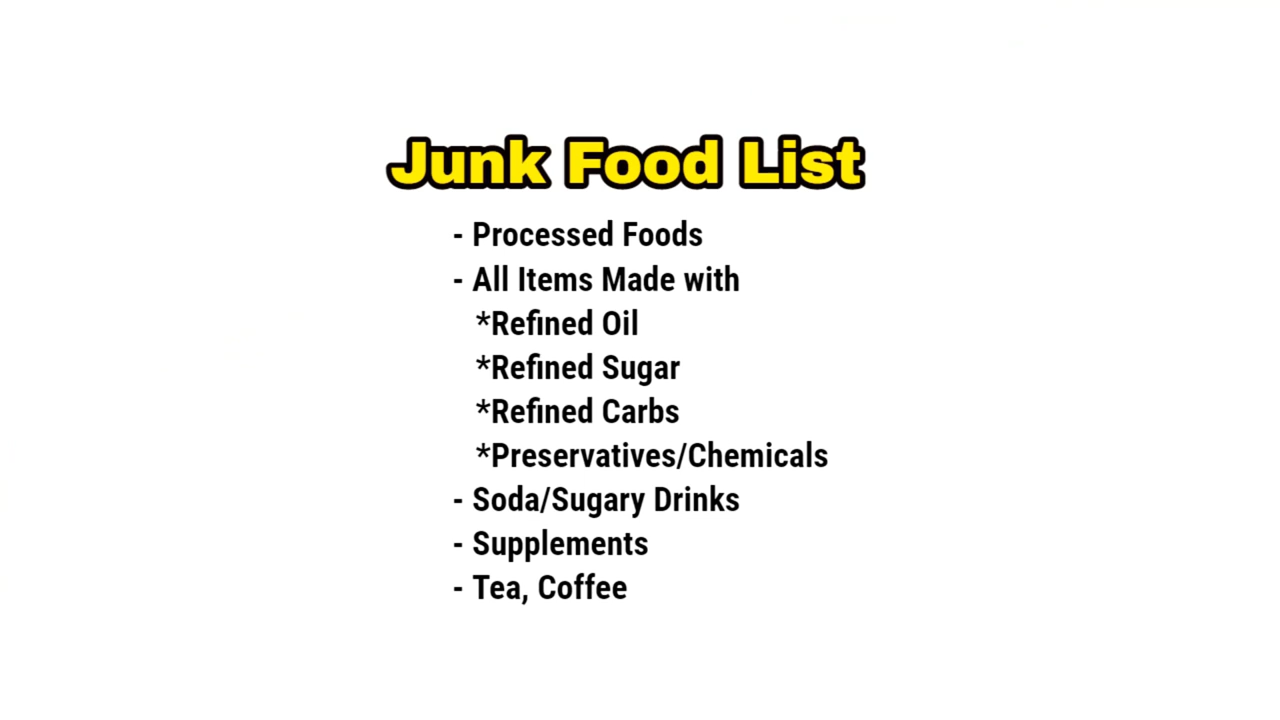 Junk Food List
- Processed Foods
- All Items Made with
*Refined Oil
*Refined Sugar
*Refined Carbs
*Preservatives/Chemicals
- Soda/Sugary Drinks
- Supplements
- Tea, Coffee